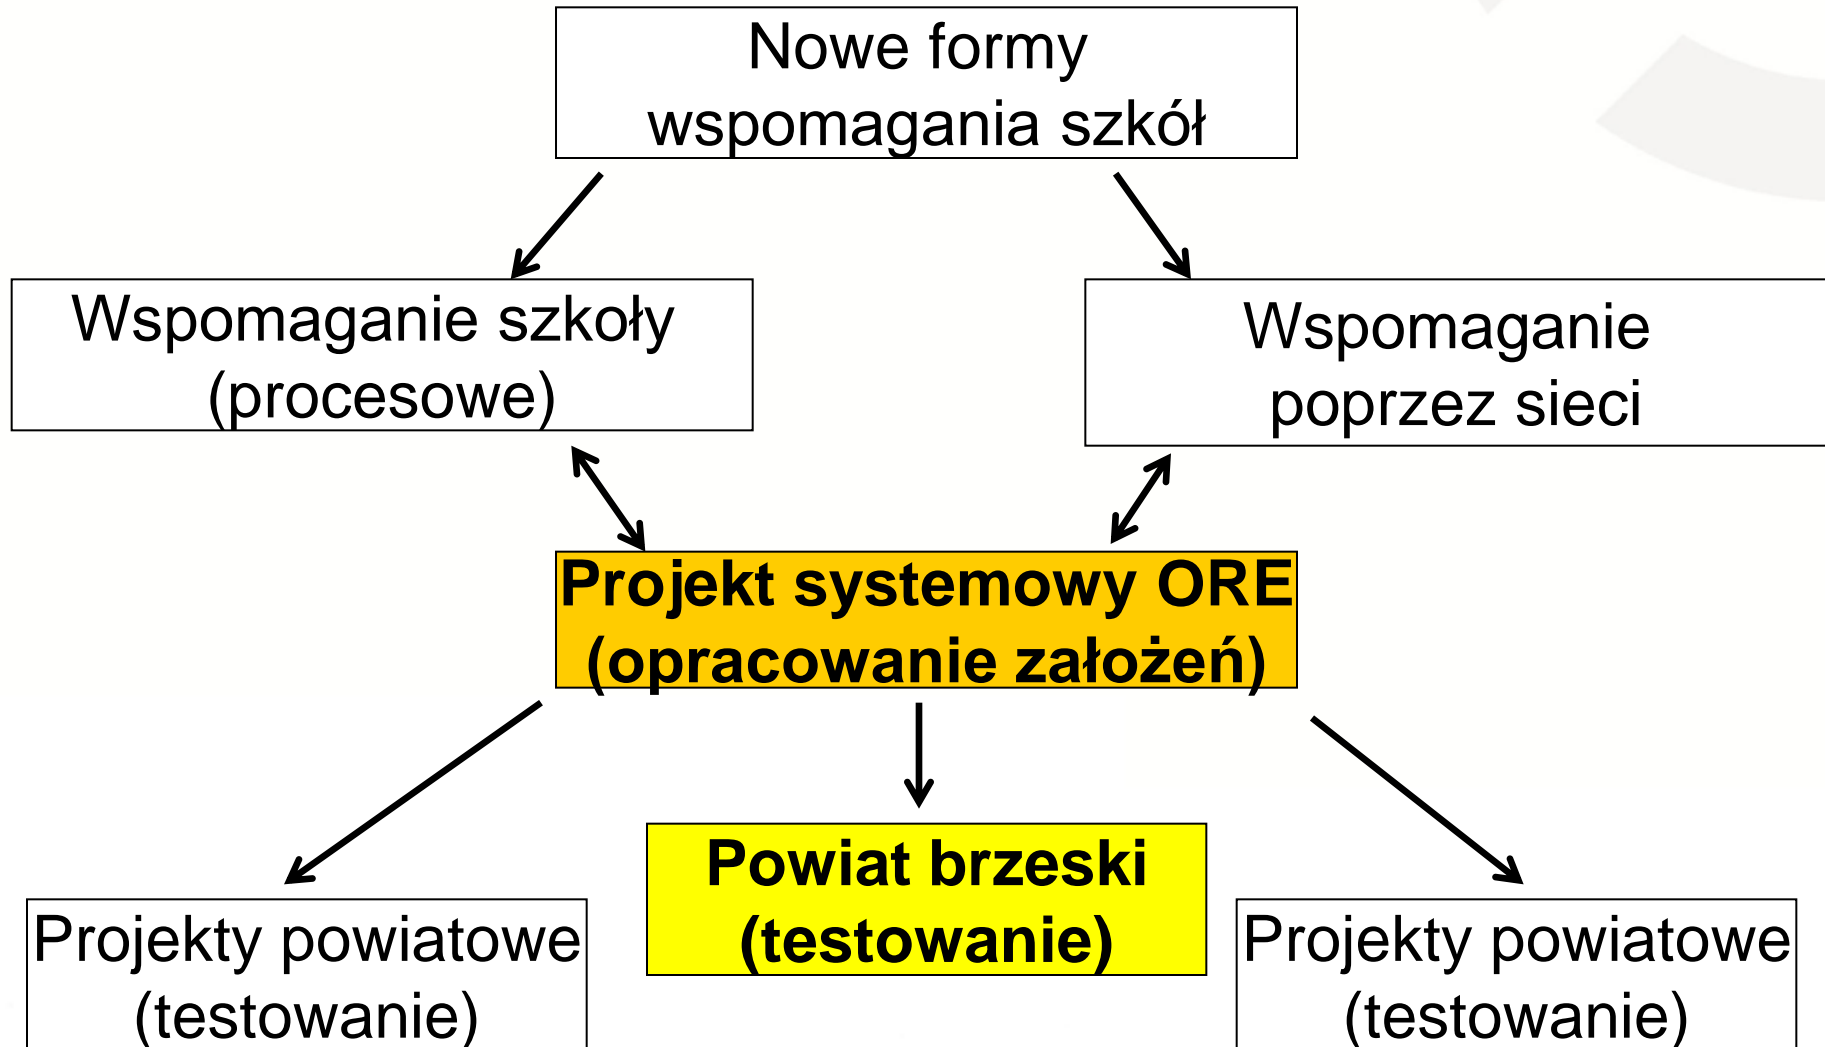 Nowe formy
wspomagania szkół
Wspomaganie szkoły
(procesowe)
Wspomaganie
poprzez sieci
Projekt systemowy ORE
(opracowanie założeń)
Powiat brzeski
(testowanie)
Projekty powiatowe
(testowanie)
Projekty powiatowe
(testowanie)